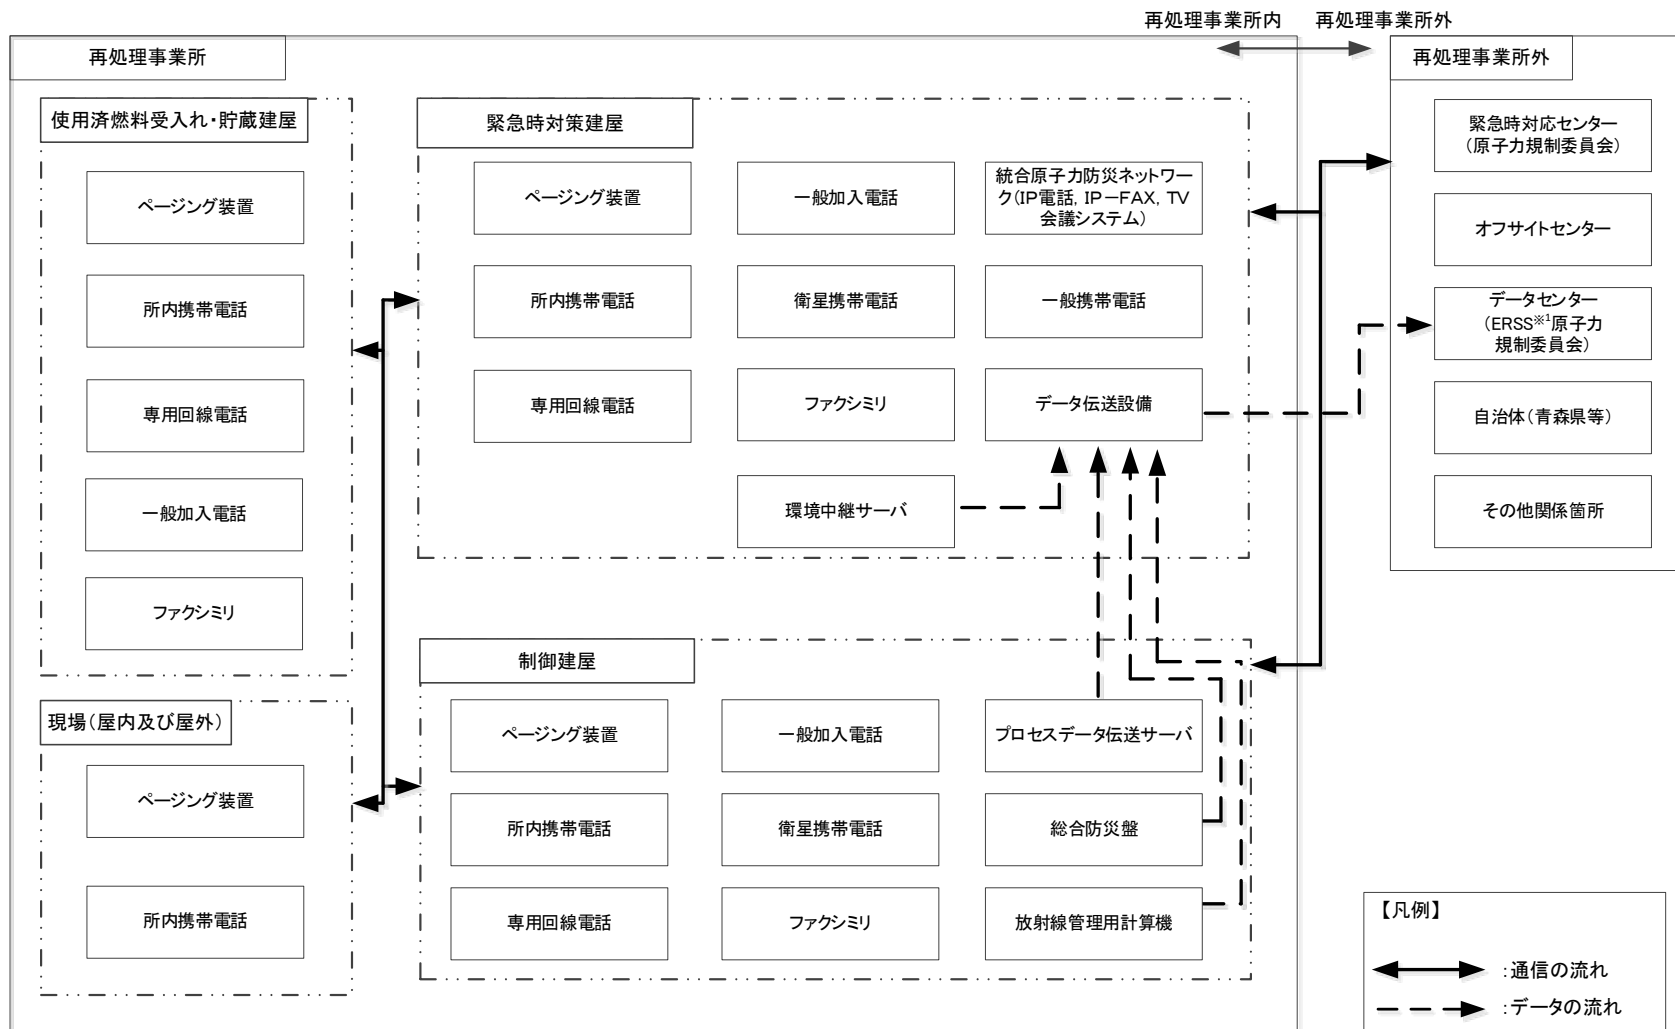 再処理事業所内
再処理事業所外
再処理事業所
使用済燃料受入れ・貯蔵建屋
ページング装置
所内携帯電話
専用回線電話
一般加入電話
ファクシミリ
現場（屋内及び屋外）
ページング装置
所内携帯電話
緊急時対策建屋
ページング装置
一般加入電話
統合原子力防災ネットワー
ク（IP電話，IP－FAX，TV
会議システム）
所内携帯電話
衛星携帯電話
一般携帯電話
専用回線電話
ファクシミリ
データ伝送設備
環境中継サーバ
制御建屋
ページング装置
一般加入電話
プロセスデータ伝送サーバ
所内携帯電話
衛星携帯電話
総合防災盤
専用回線電話
ファクシミリ
放射線管理用計算機
再処理事業所外
緊急時対応センター
（原子力規制委員会）
オフサイトセンター
データセンター
（ERSS※1原子力
規制委員会）
自治体（青森県等）
その他関係箇所
【凡例】
：通信の流れ
：データの流れ